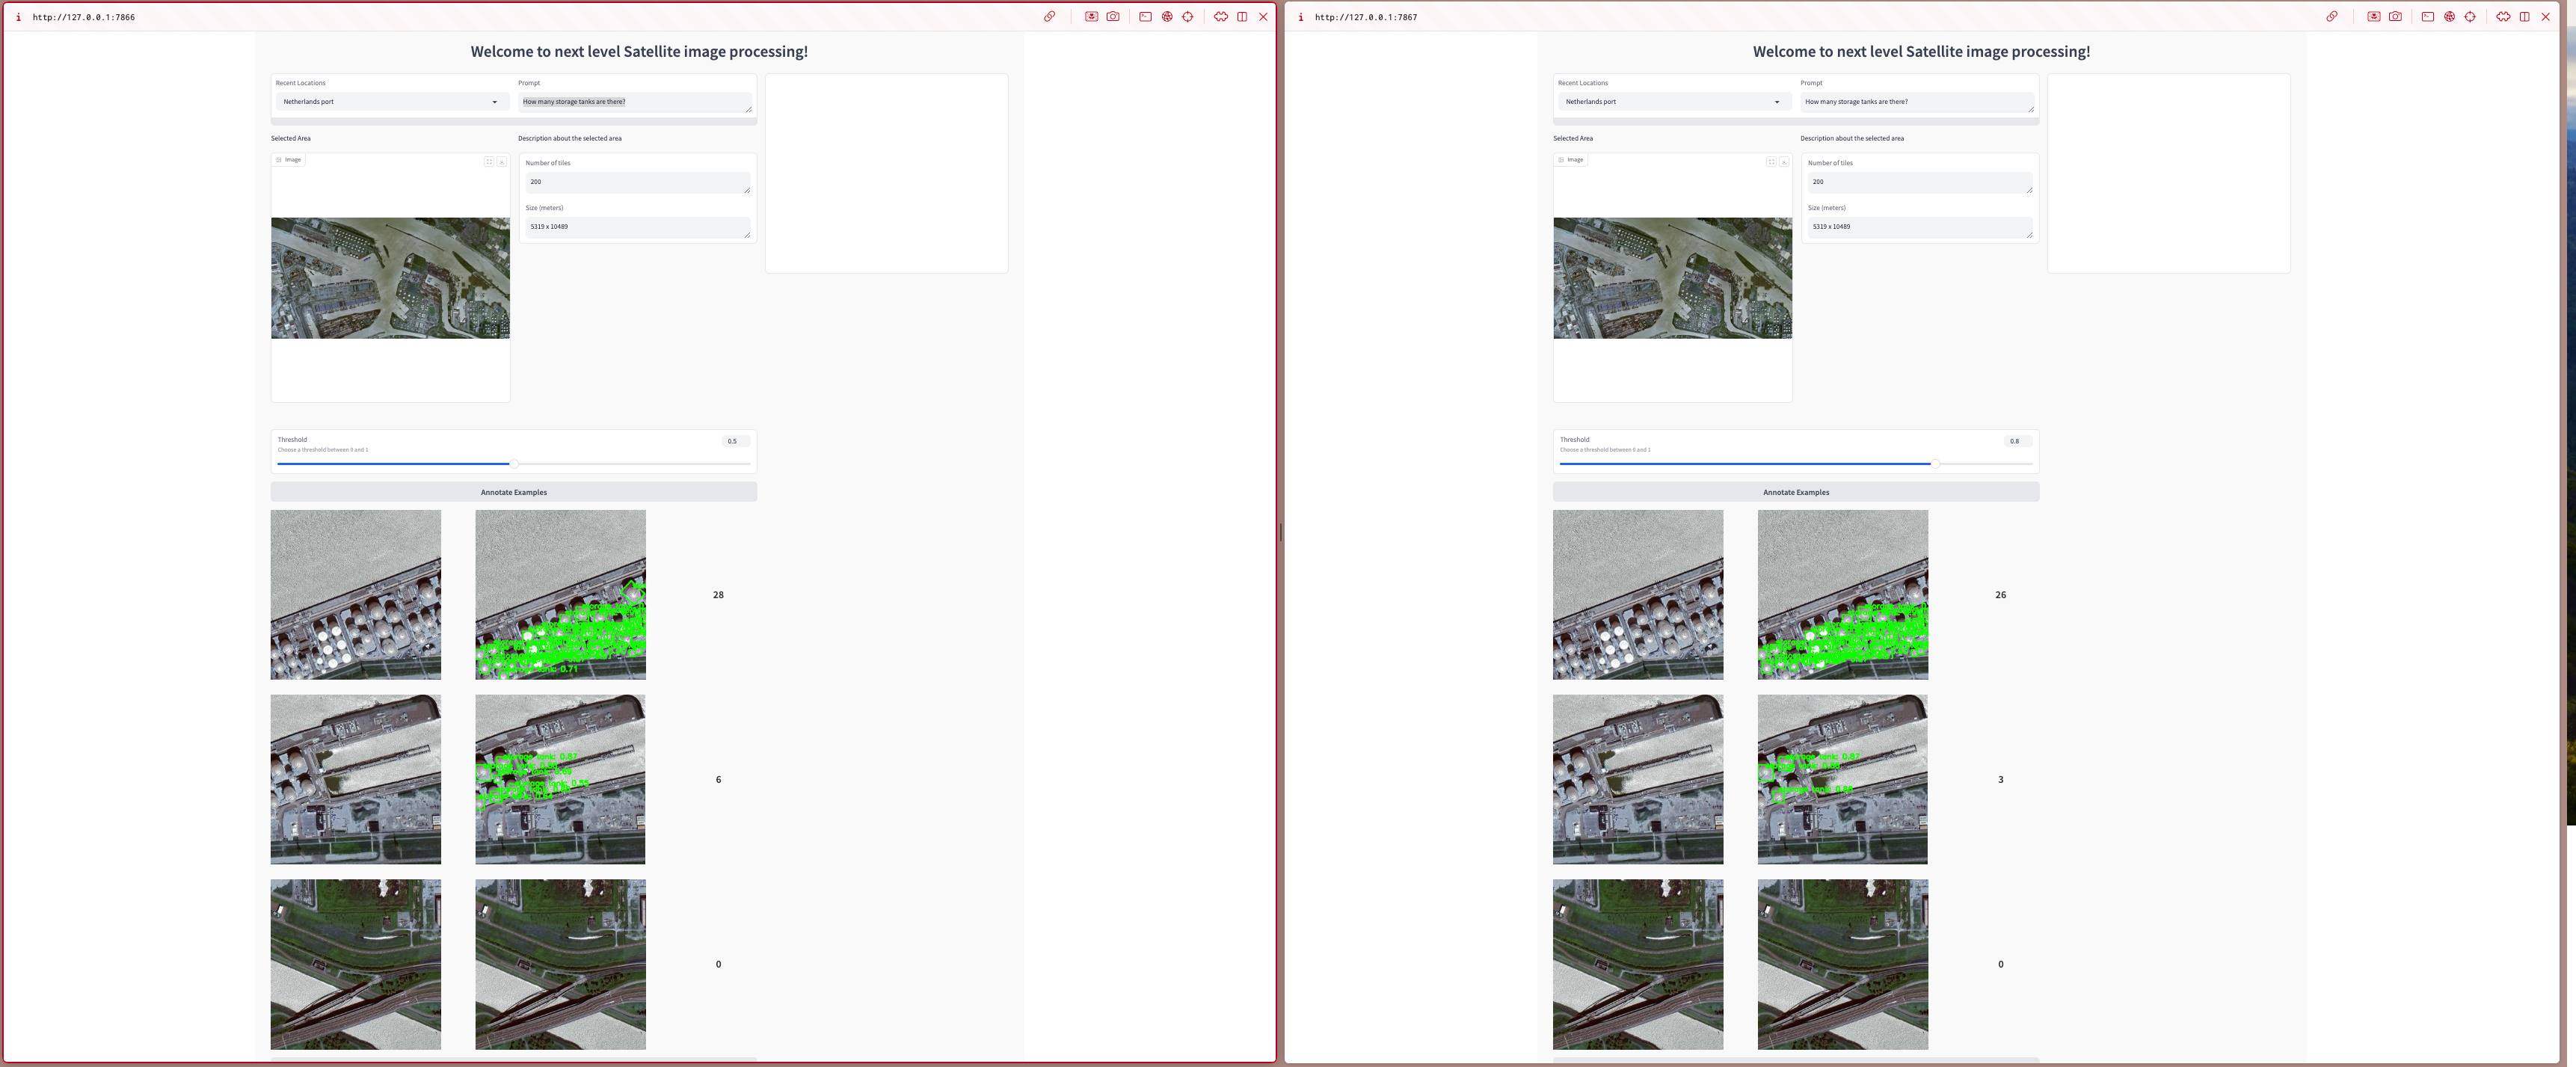 http://127.0.0.1:7866
Welcome to next level Satellite image processing!
Recent Locations
Netherlands port
Prompt
How many storage tanks are there?
Selected Area
Description about the selected area
Image
Number of tiles
200
Size (meters)
5319 x 10489
Threshold
Choose a threshold between 0 and 1
0.5
Annotate Examples
28
6
0
http://127.0.0.1:7867
Welcome to next level Satellite image processing!
Recent Locations
Netherlands port
Prompt
How many storage tanks are there?
Selected Area
Description about the selected area
Image
Number of tiles
200
Size (meters)
5319 x 10489
Threshold
Choose a threshold between 0 and 1
0.8
Annotate Examples
26
storage tank: 0.87
3
0